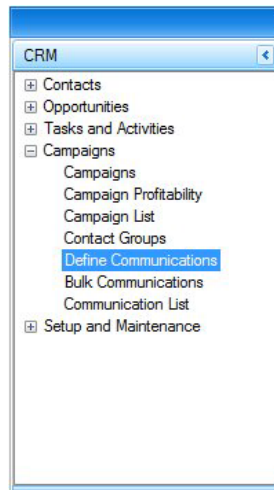 CRM
Contacts
Opportunities
Tasks and Activities
Campaigns
Campaigns
Campaign Profitability
Campaign List
Contact Groups
Define Communications
Bulk Communications
Communication List
Setup and Maintenance